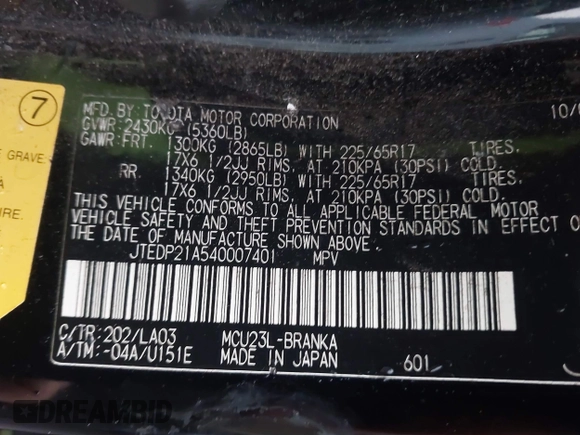 7
T GRAVE
A
IRE.
MFD.BY:TOYOTA MOTOR CORPORATION 10/
GVWR:2430KG (5360LB)
GAWR:FRT. 1300KG (2865LB) WITH 225/65R17 TIRES.
17X6 1/2JJ RIMS, AT 210KPA (30PSI) COLD.
RR. 1340KG (2950LB) WITH 225/65R17 TIRES.
17X6 1/2JJ RIMS, AT 210KPA (30PSI) COLD.
THIS VEHICLE CONFORMS TO ALL APPLICABLE FEDERAL MOTOR
VEHICLE SAFETY AND THEFT PREVENTION STANDARDS IN EFFECT O
THE DATE OF MANUFACTURE SHOWN ABOVE.
JTEDP21A540007401 MPV
C/TR:202/LA03 MCU23L-BRANKA
A/TM:-04A/U151E MADE IN JAPAN 601
DREAMBID